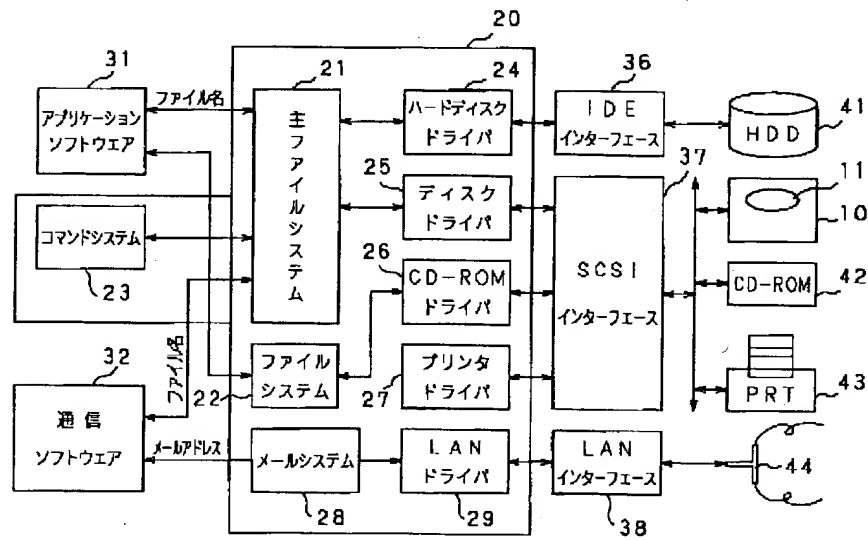 20
31
21
24
36
41
アプリケーション
ソフトウェア
ファイル名
主ファイルシステム
ハードディスク
ドライバ
IDE
インターフェース
HDD
25
37
11
10
ディスク
ドライバ
コマンドシステム
23
26
CD-ROM
ドライバ
SCSI
インターフェース
CD-ROM
42
32
ファイル名
ファイル
システム
22
27
プリンタ
ドライバ
PRT
43
通信
ソフトウェア
メールアドレス
メールシステム
28
LAN
ドライバ
29
LAN
インターフェース
38
44